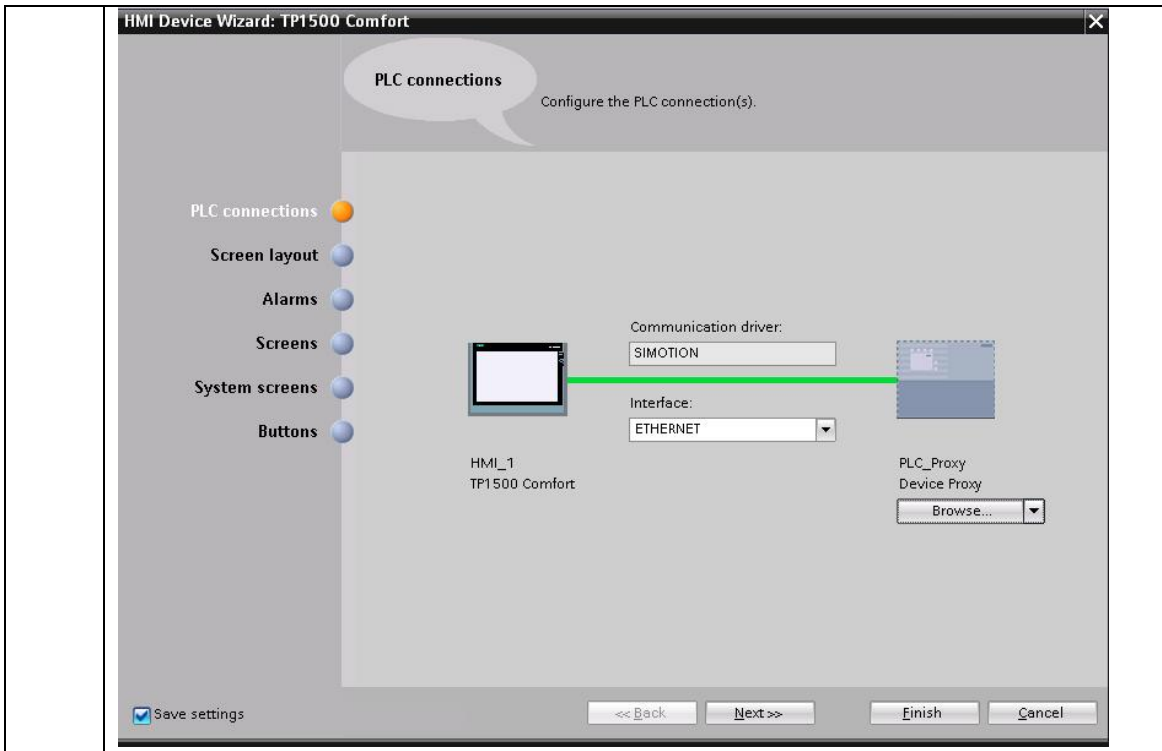 HMI Device Wizard: TP1500 Comfort
PLC connections
Configure the PLC connection(s).
PLC connections
Screen layout
Alarms
Screens
System screens
Buttons
Communication driver:
SIMOTION
Interface:
ETHERNET
HMI_1
TP1500 Comfort
PLC_Proxy
Device Proxy
Browse...
Save settings
<< Back
Next >>
Finish
Cancel